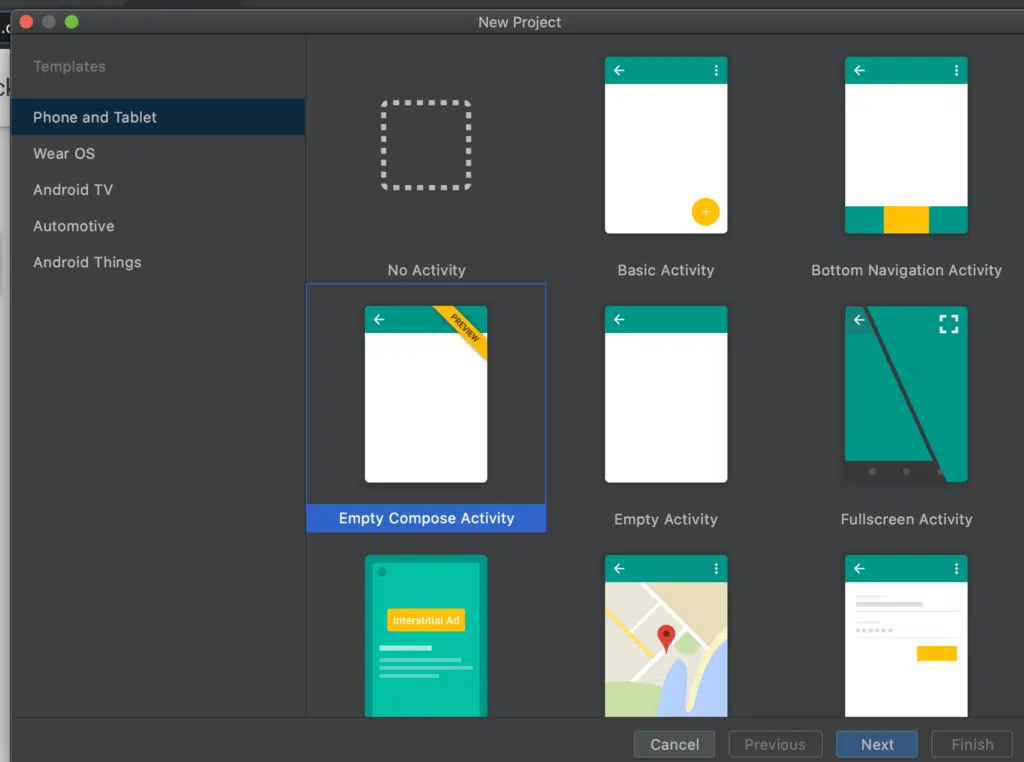 New Project
Templates
Phone and Tablet
Wear OS
Android TV
Automotive
Android Things
No Activity
Basic Activity
Bottom Navigation Activity
PREVIEW
Empty Compose Activity
Empty Activity
Fullscreen Activity
Interstitial Ad
Cancel
Previous
Next
Finish